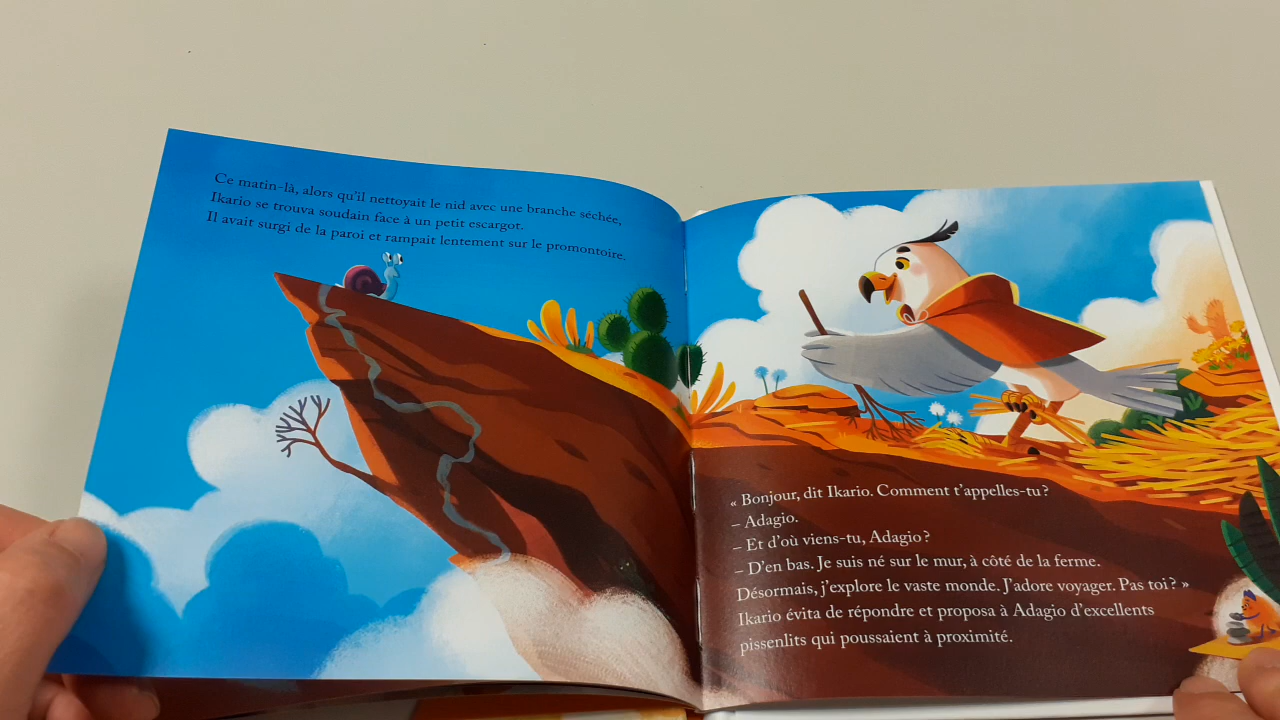 Ce matin-là, alors qu'il nettoyait le nid avec une branche séchée,
Ikario se trouva soudain face à un petit escargot.
Il avait surgi de la paroi et rampait lentement sur le promontoire.
« Bonjour, dit Ikario. Comment t'appelles-tu ?
– Adagio.
– Et d'où viens-tu, Adagio ?
– D'en bas. Je suis né sur le mur, à côté de la ferme.
Désormais, j'explore le vaste monde. J'adore voyager. Pas toi ? »
Ikario évita de répondre et proposa à Adagio d'excellents
pissenlits qui poussaient à proximité.